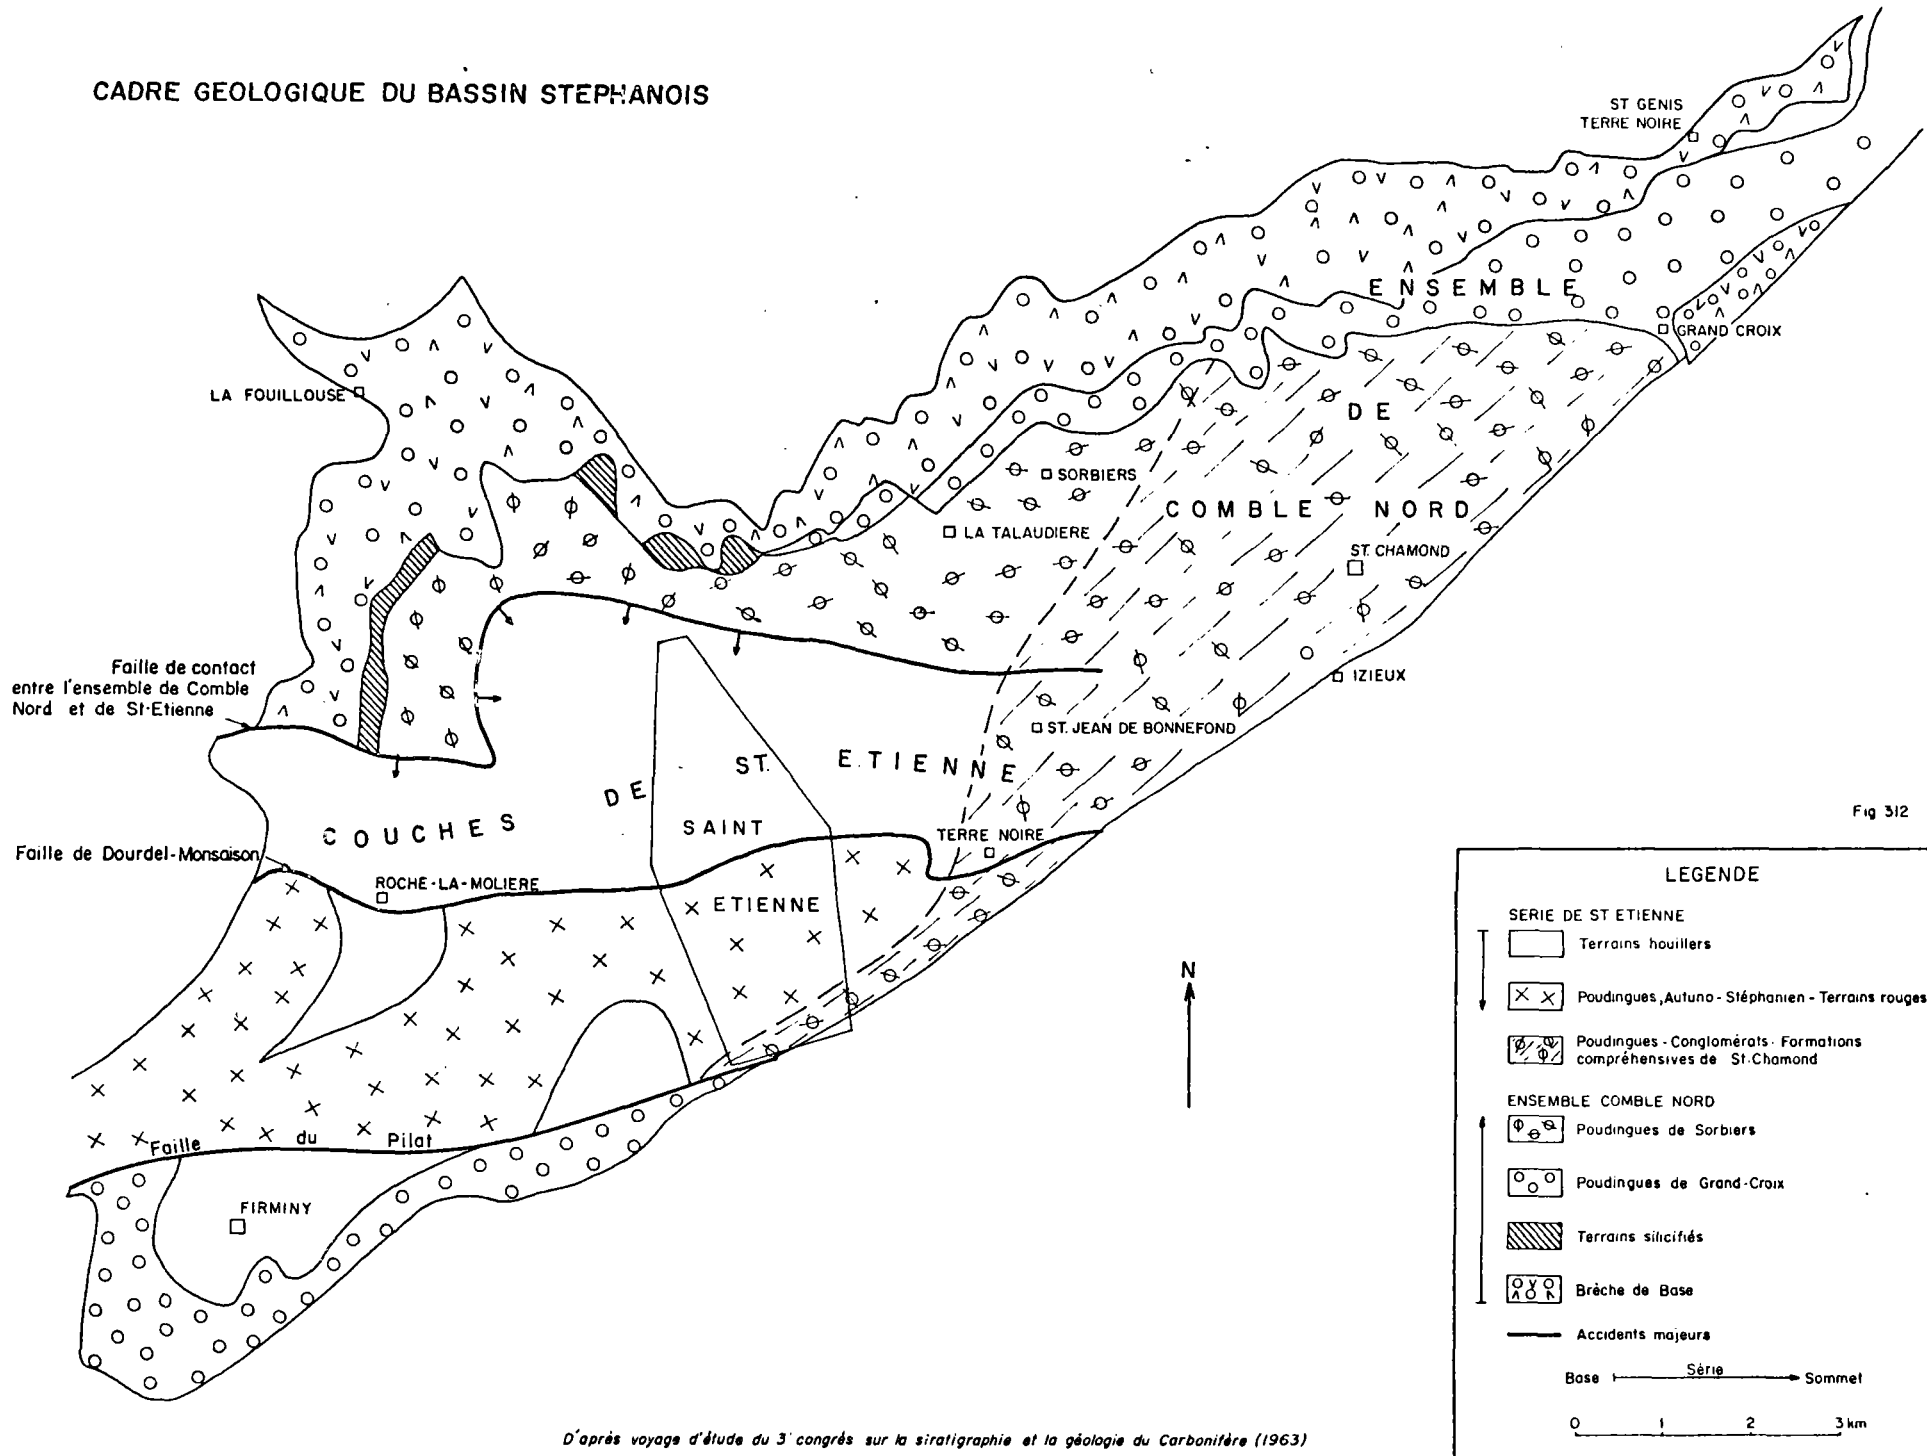 CADRE GEOLOGIQUE DU BASSIN STEPHANOIS
ST GENIS
TERRE NOIRE
ENSEMBLE
GRAND CROIX
LA FOUILLOUSE
DE
SORBIERS
COMBLE NORD
LA TALAUDIERE
ST. CHAMOND
Faille de contact
entre l'ensemble de Comble
Nord et de St-Etienne
IZIEUX
ST. JEAN DE BONNEFOND
COUCHES DE ST. ETIENNE
SAINT
ETIENNE
TERRE NOIRE
Faille de Dourdel-Monsaison
ROCHE-LA-MOLIERE
N
Faille du Pilat
FIRMINY
Fig 312
LEGENDE
SERIE DE ST ETIENNE
Terrains houillers
Poudingues, Autuno-Stéphanien-Terrains rouges
Poudingues-Conglomérats-Formations
compréhensives de St-Chamond
ENSEMBLE COMBLE NORD
Poudingues de Sorbiers
Poudingues de Grand-Croix
Terrains silicifiés
Brèche de Base
Accidents majeurs
Base Série Sommet
0 1 2 3 km
D'après voyage d'étude du 3e congrès sur la stratigraphie et la géologie du Carbonifère (1963)